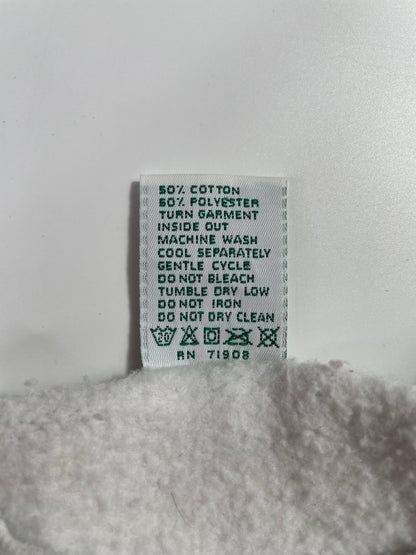 50% COTTON
50% POLYESTER
TURN GARMENT
INSIDE OUT
MACHINE WASH
COOL SEPARATELY
GENTLE CYCLE
DO NOT BLEACH
TUMBLE DRY LOW
DO NOT IRON
DO NOT DRY CLEAN
20
RN 71908